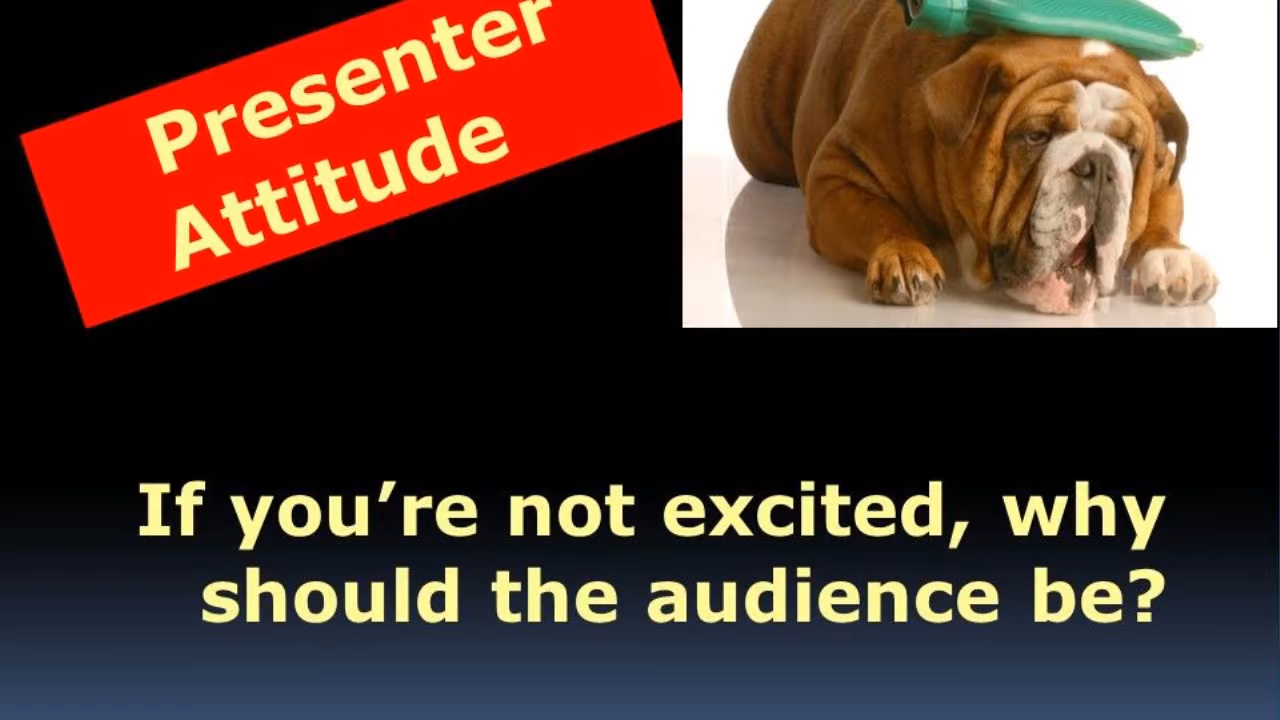 Presenter
Attitude
If you’re not excited, why
should the audience be?